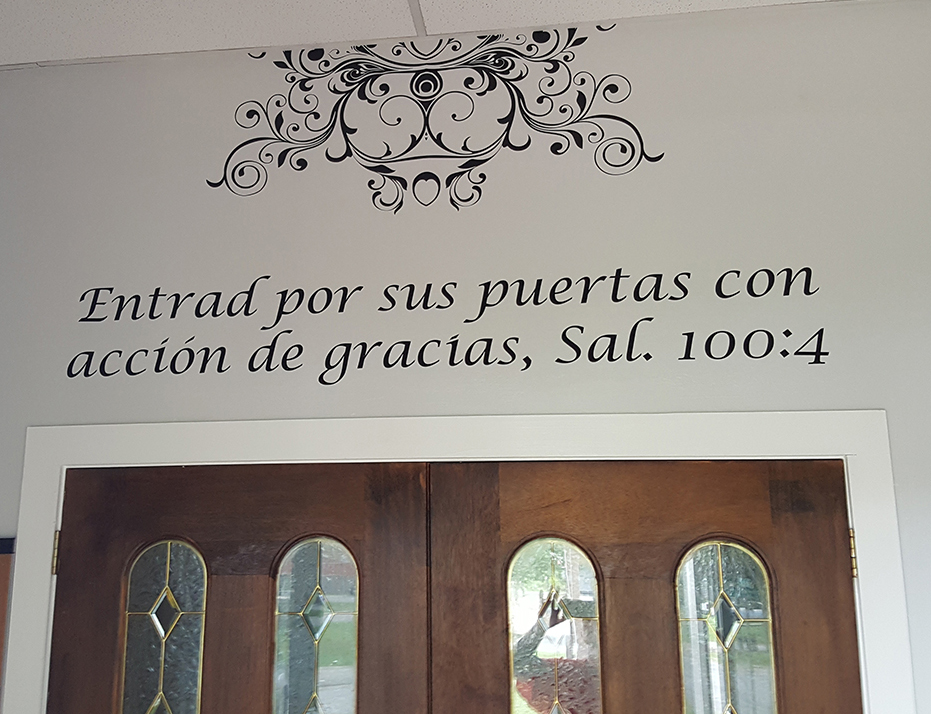 Entrad por sus puertas con
acción de gracias, Sal. 100:4